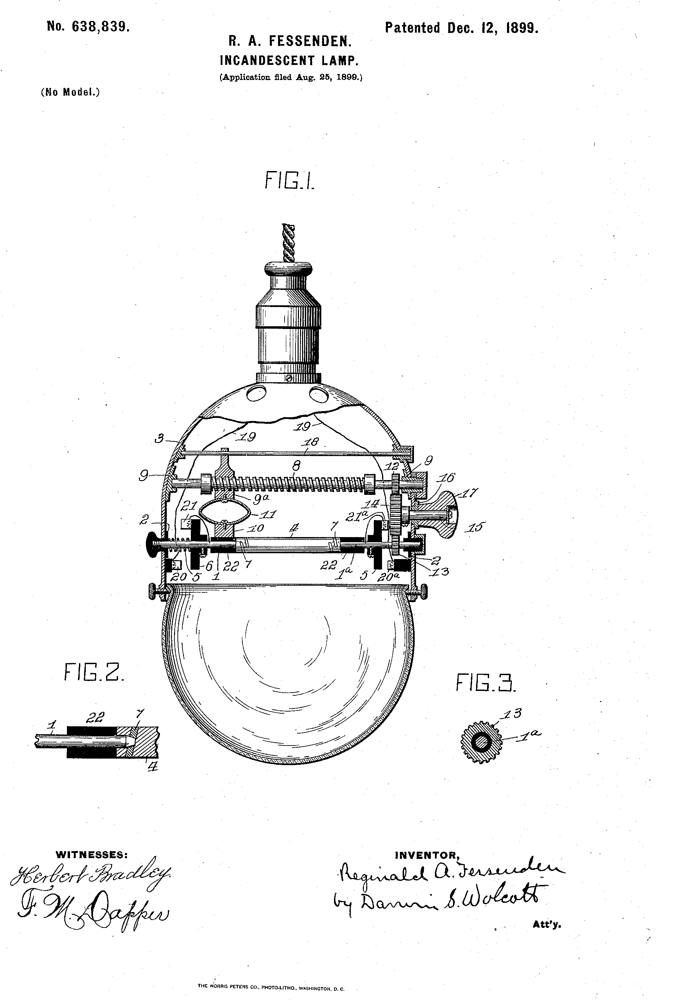 No. 638,839.
Patented Dec. 12, 1899.
R. A. FESSENDEN.
INCANDESCENT LAMP.
(Application filed Aug. 25, 1899.)
(No Model.)
FIG.1.
19
19
3
18
8
12
9
9
16
17
9a
14
21
11
21a
2
10
4
7
15
6
22
7
22
1a
2
20
5
1
5
20a
13
FIG.2.
FIG.3.
1
22
7
4
13
1a
WITNESSES:
Herbert Bradley.
F. M. Dapper
INVENTOR,
Reginald A. Fessenden
by Darwin S. Wolcott
Att'y.
THE NORRIS PETERS CO., PHOTO-LITHO., WASHINGTON, D. C.